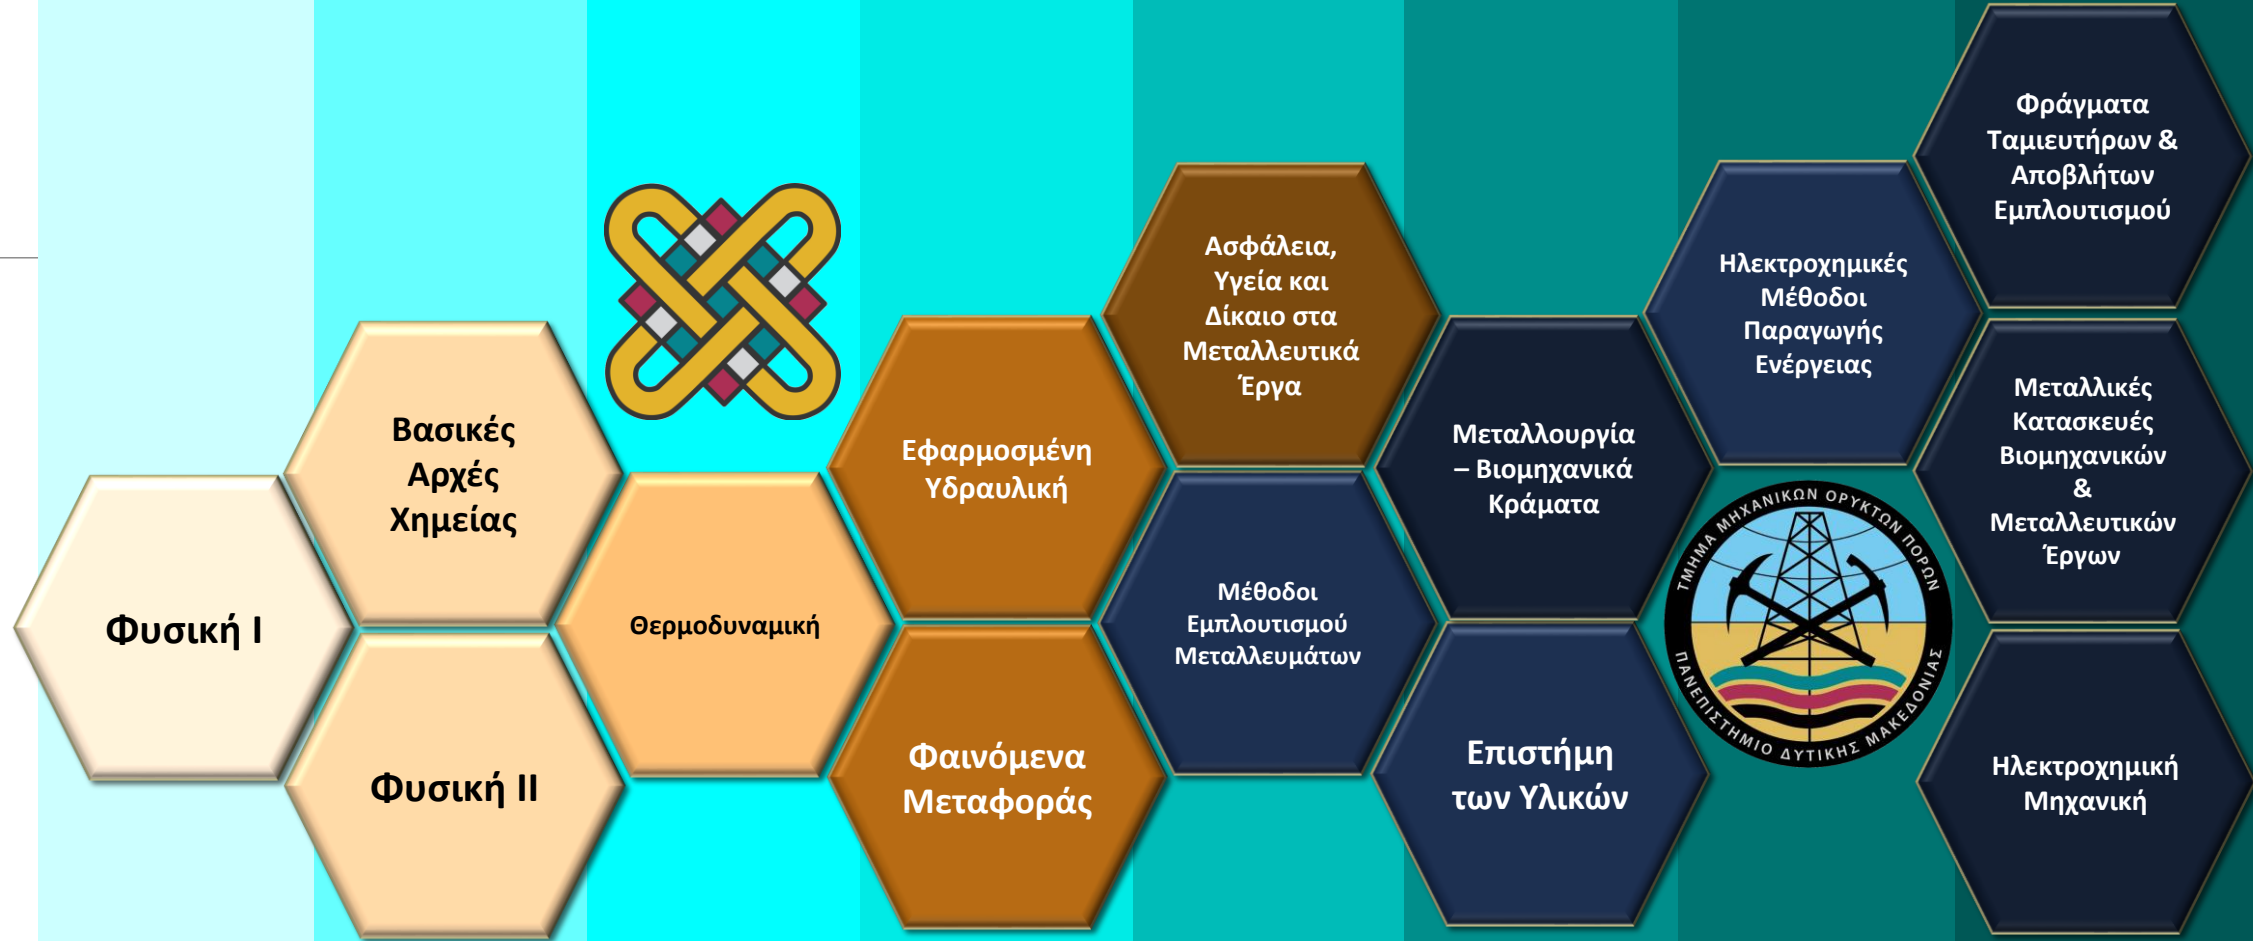 Φυσική Ι
Βασικές
Αρχές
Χημείας
Φυσική ΙΙ
Θερμοδυναμική
Εφαρμοσμένη
Υδραυλική
Φαινόμενα
Μεταφοράς
Ασφάλεια,
Υγεία και
Δίκαιο στα
Μεταλλευτικά
Έργα
Μέθοδοι
Εμπλουτισμού
Μεταλλευμάτων
Μεταλλουργία
– Βιομηχανικά
Κράματα
Επιστήμη
των Υλικών
Ηλεκτροχημικές
Μέθοδοι
Παραγωγής
Ενέργειας
ΤΜΗΜΑ ΜΗΧΑΝΙΚΩΝ ΟΡΥΚΤΩΝ ΠΟΡΩΝ
ΠΑΝΕΠΙΣΤΗΜΙΟ ΔΥΤΙΚΗΣ ΜΑΚΕΔΟΝΙΑΣ
Φράγματα
Ταμιευτήρων &
Αποβλήτων
Εμπλουτισμού
Μεταλλικές
Κατασκευές
Βιομηχανικών
&
Μεταλλευτικών
Έργων
Ηλεκτροχημική
Μηχανική